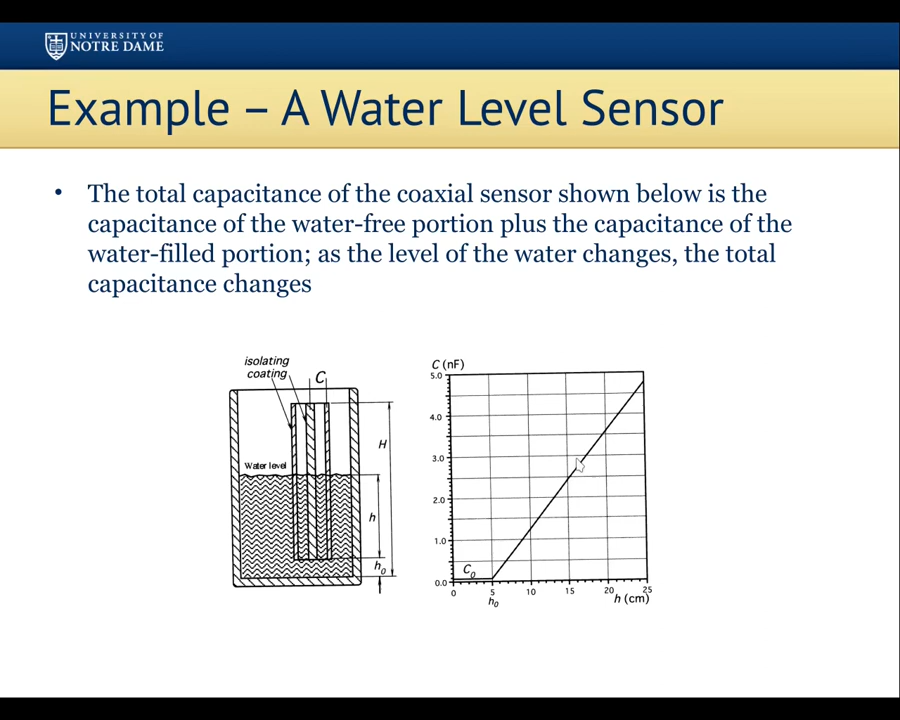 UNIVERSITY OF
NOTRE DAME
Example – A Water Level Sensor
• The total capacitance of the coaxial sensor shown below is the
capacitance of the water-free portion plus the capacitance of the
water-filled portion; as the level of the water changes, the total
capacitance changes
isolating
coating
C
H
Water level
h
h₀
C (nF)
5.0
4.0
3.0
2.0
1.0
0.0
C₀
0 5 10 15 20 25
h₀
h (cm)